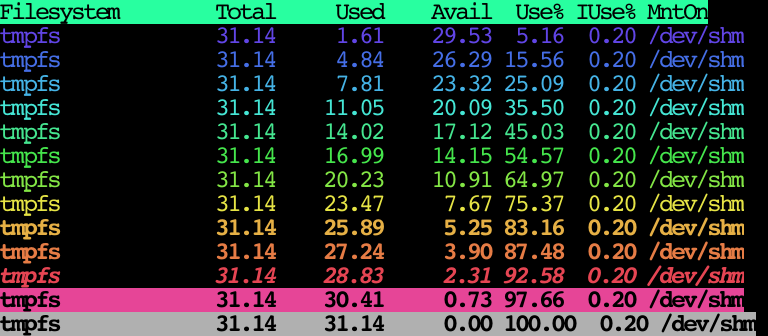 Filesystem Total Used Avail Use% IUse% MntOn
tmpfs 31.14 1.61 29.53 5.16 0.20 /dev/shm
tmpfs 31.14 4.84 26.29 15.56 0.20 /dev/shm
tmpfs 31.14 7.81 23.32 25.09 0.20 /dev/shm
tmpfs 31.14 11.05 20.09 35.50 0.20 /dev/shm
tmpfs 31.14 14.02 17.12 45.03 0.20 /dev/shm
tmpfs 31.14 16.99 14.15 54.57 0.20 /dev/shm
tmpfs 31.14 20.23 10.91 64.97 0.20 /dev/shm
tmpfs 31.14 23.47 7.67 75.37 0.20 /dev/shm
tmpfs 31.14 25.89 5.25 83.16 0.20 /dev/shm
tmpfs 31.14 27.24 3.90 87.48 0.20 /dev/shm
tmpfs 31.14 28.83 2.31 92.58 0.20 /dev/shm
tmpfs 31.14 30.41 0.73 97.66 0.20 /dev/shm
tmpfs 31.14 31.14 0.00 100.00 0.20 /dev/shm